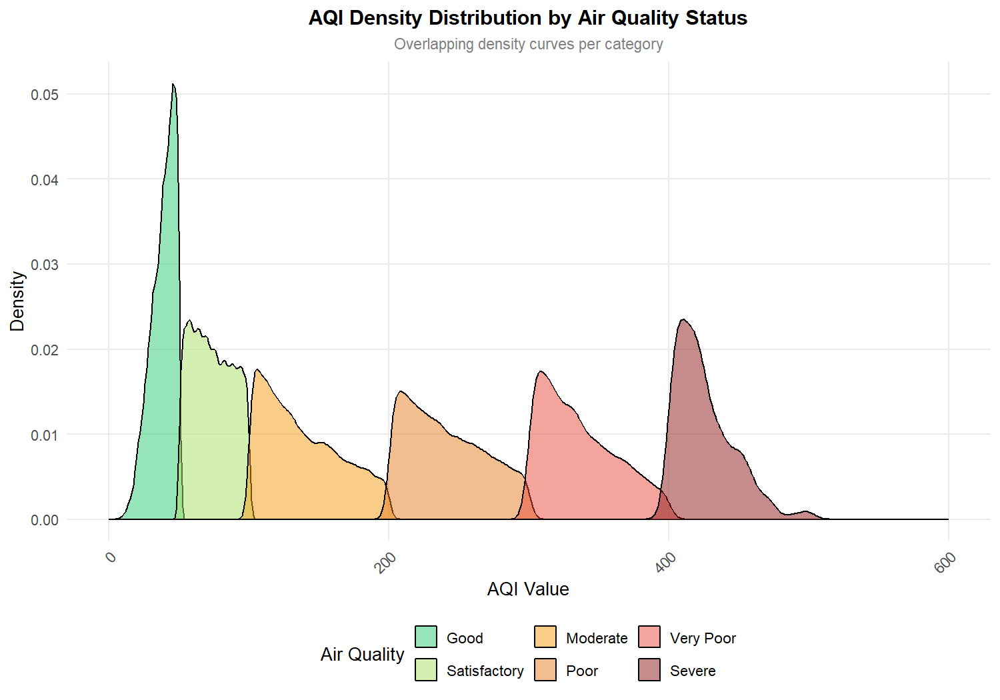 AQI Density Distribution by Air Quality Status
Overlapping density curves per category
0.05
0.04
0.03
0.02
0.01
0.00
Density
0 200 400 600
AQI Value
Air Quality
Good Moderate Very Poor
Satisfactory Poor Severe